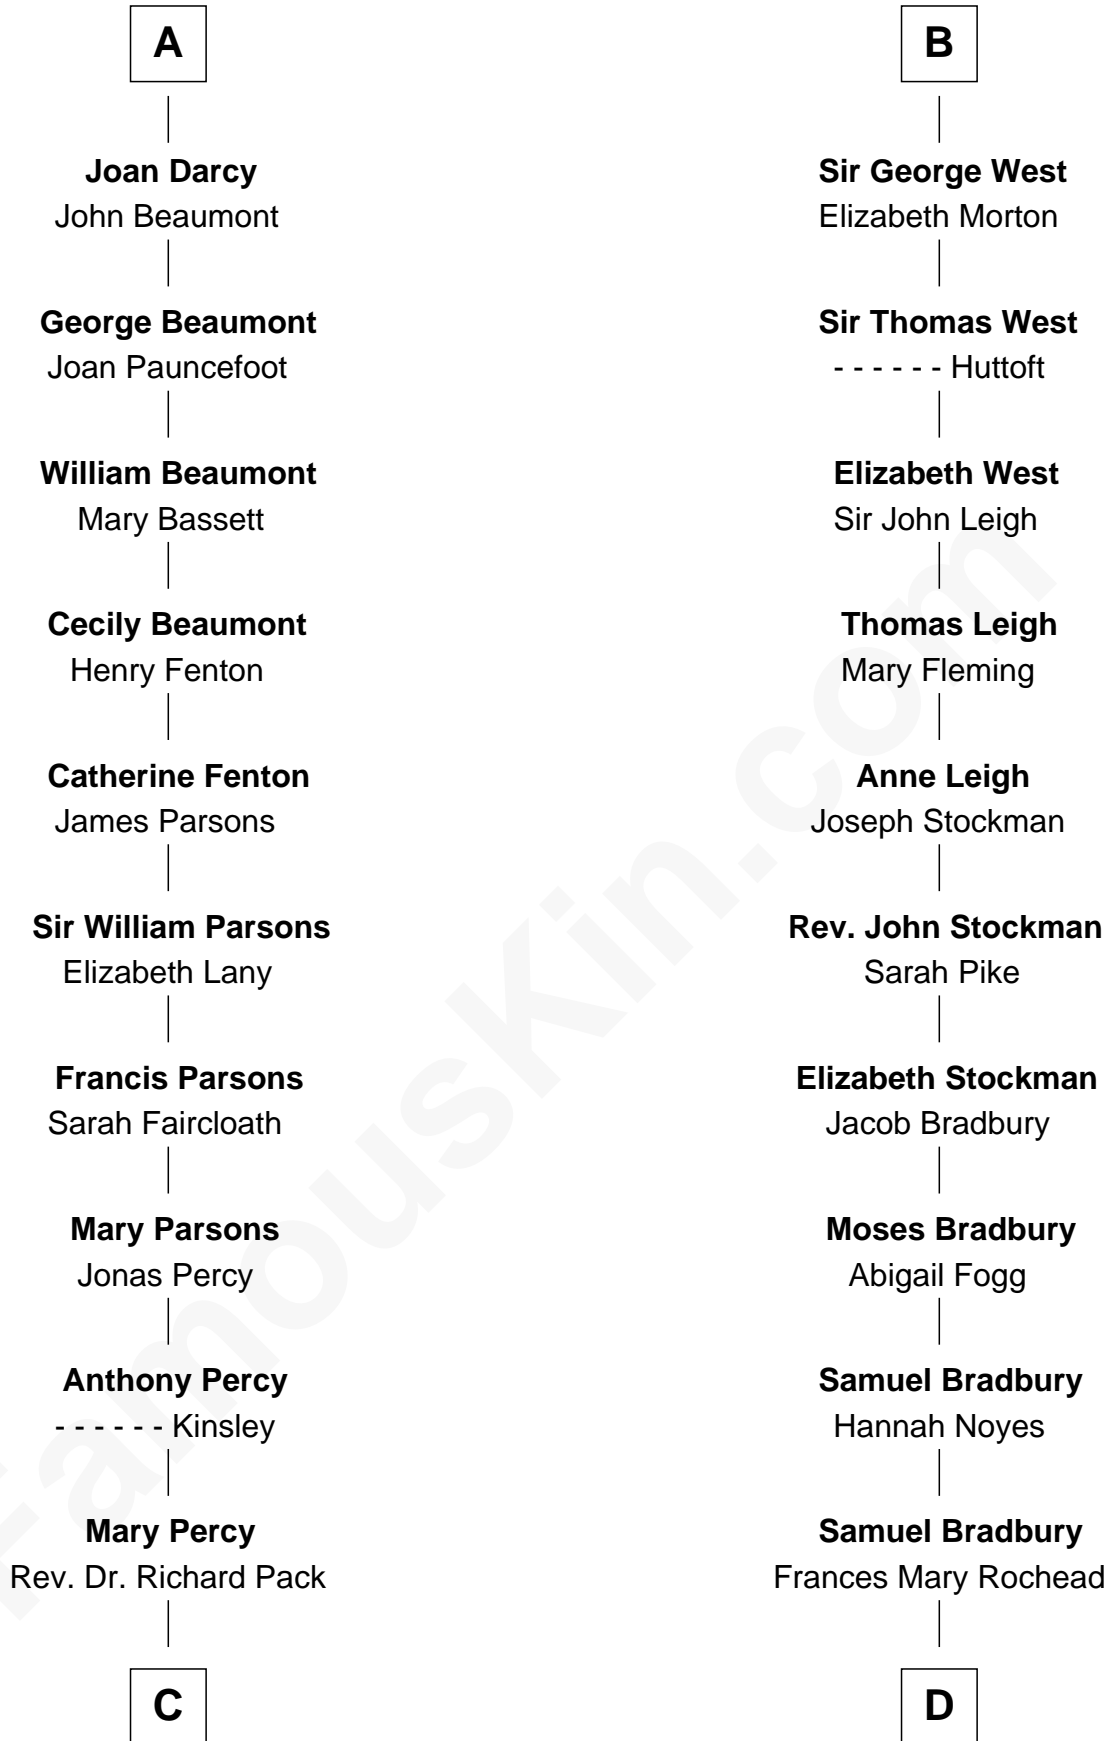 A
Joan Darcy
John Beaumont
George Beaumont
Joan Pauncefoot
William Beaumont
Mary Bassett
Cecily Beaumont
Henry Fenton
Catherine Fenton
James Parsons
Sir William Parsons
Elizabeth Lany
Francis Parsons
Sarah Faircloath
Mary Parsons
Jonas Percy
Anthony Percy
- - - - - - Kinsley
Mary Percy
Rev. Dr. Richard Pack
C
B
Sir George West
Elizabeth Morton
Sir Thomas West
- - - - - - Huttoft
Elizabeth West
Sir John Leigh
Thomas Leigh
Mary Fleming
Anne Leigh
Joseph Stockman
Rev. John Stockman
Sarah Pike
Elizabeth Stockman
Jacob Bradbury
Moses Bradbury
Abigail Fogg
Samuel Bradbury
Hannah Noyes
Samuel Bradbury
Frances Mary Rochead
D
FamousKin.com